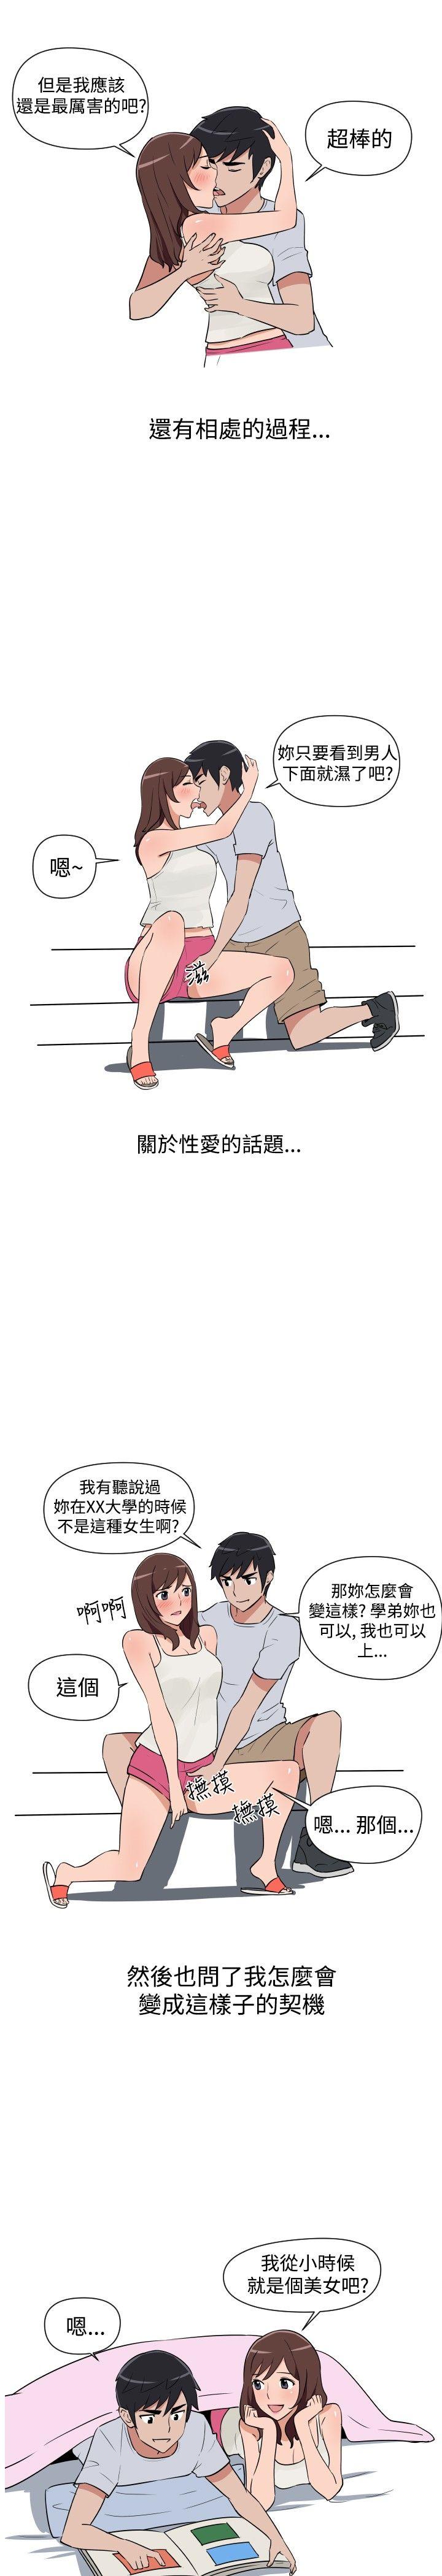 但是我應該
還是最厲害的吧?
超棒的
還有相處的過程...
妳只要看到男人
下面就濕了吧?
嗯~
滋
關於性愛的話題...
我有聽說過
妳在XX大學的時候
不是這種女生啊?
啊啊
那妳怎麼會
變這樣? 學弟妳也
可以, 我也可以
上...
這個
撫摸
撫摸
嗯... 那個...
然後也問了我怎麼會
變成這樣子的契機
我從小時候
就是個美女吧?
嗯...